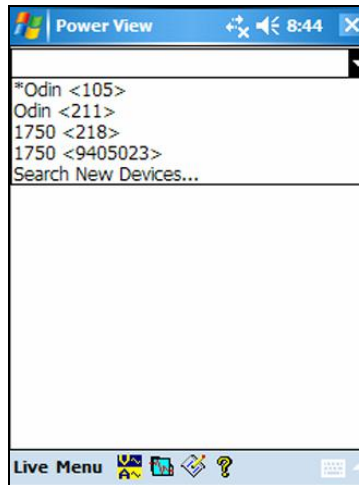 Power View 8:44
*Odin <105>
Odin <211>
1750 <218>
1750 <9405023>
Search New Devices...
Live Menu